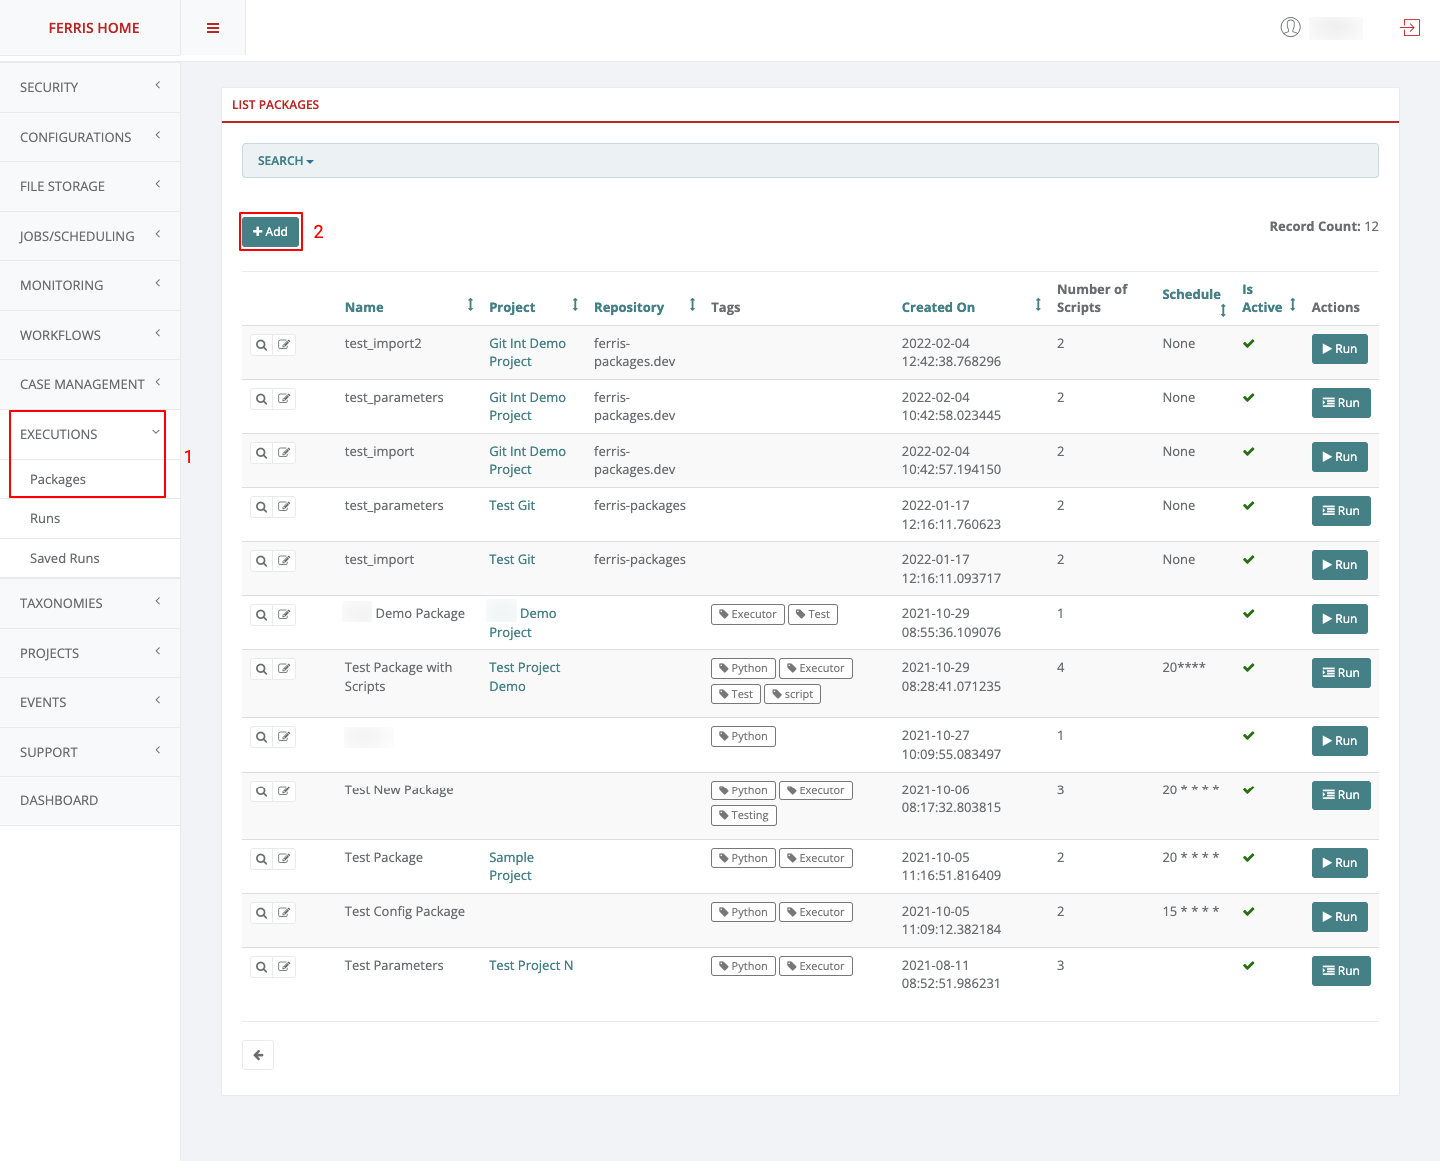 FERRIS HOME
SECURITY
CONFIGURATIONS
FILE STORAGE
JOBS/SCHEDULING
MONITORING
WORKFLOWS
CASE MANAGEMENT
EXECUTIONS
1
Packages
Runs
Saved Runs
TAXONOMIES
PROJECTS
EVENTS
SUPPORT
DASHBOARD
LIST PACKAGES
SEARCH
Add
2
Record Count: 12
Name Project Repository Tags Created On Number of Scripts Schedule Is Active Actions
test_import2 Git Int Demo ferris- 2022-02-04 2 None Run
Project packages.dev 12:42:38.768296
test_parameters Git Int Demo ferris- 2022-02-04 2 None Run
Project packages.dev 10:42:58.023445
test_import Git Int Demo ferris- 2022-02-04 2 None Run
Project packages.dev 10:42:57.194150
test_parameters Test Git ferris-packages 2022-01-17 2 None Run
12:16:11.760623
test_import Test Git ferris-packages 2022-01-17 2 None Run
12:16:11.093717
Demo Package Demo Executor Test 2021-10-29 1 Run
Project 08:55:36.109076
Test Package with Test Project Python Executor 2021-10-29 4 20**** Run
Scripts Demo Test script 08:28:41.071235
Python 2021-10-27 1 Run
10:09:55.083497
Test New Package Python Executor 2021-10-06 3 20 * * * * Run
Testing 08:17:32.803815
Test Package Sample Python Executor 2021-10-05 2 20 * * * * Run
Project 11:16:51.816409
Test Config Package Python Executor 2021-10-05 2 15 * * * * Run
11:09:12.382184
Test Parameters Test Project N Python Executor 2021-08-11 3 Run
08:52:51.986231